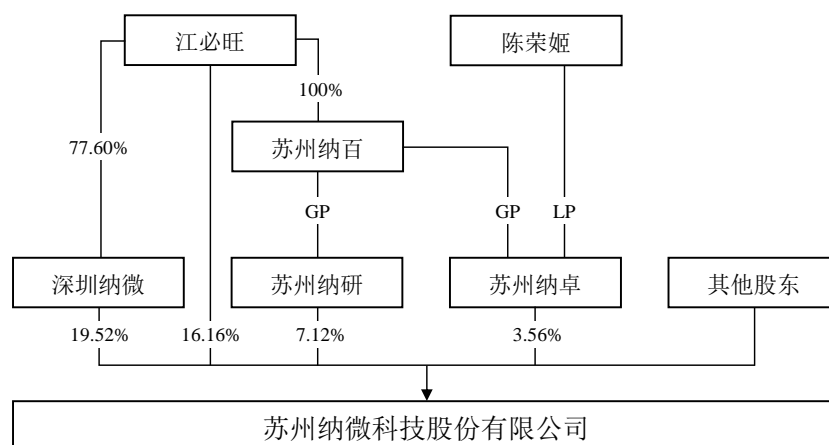 江必旺
陈荣姬
100%
77.60%
苏州纳百
GP
GP
LP
深圳纳微
苏州纳研
苏州纳卓
其他股东
19.52%
16.16%
7.12%
3.56%
苏州纳微科技股份有限公司